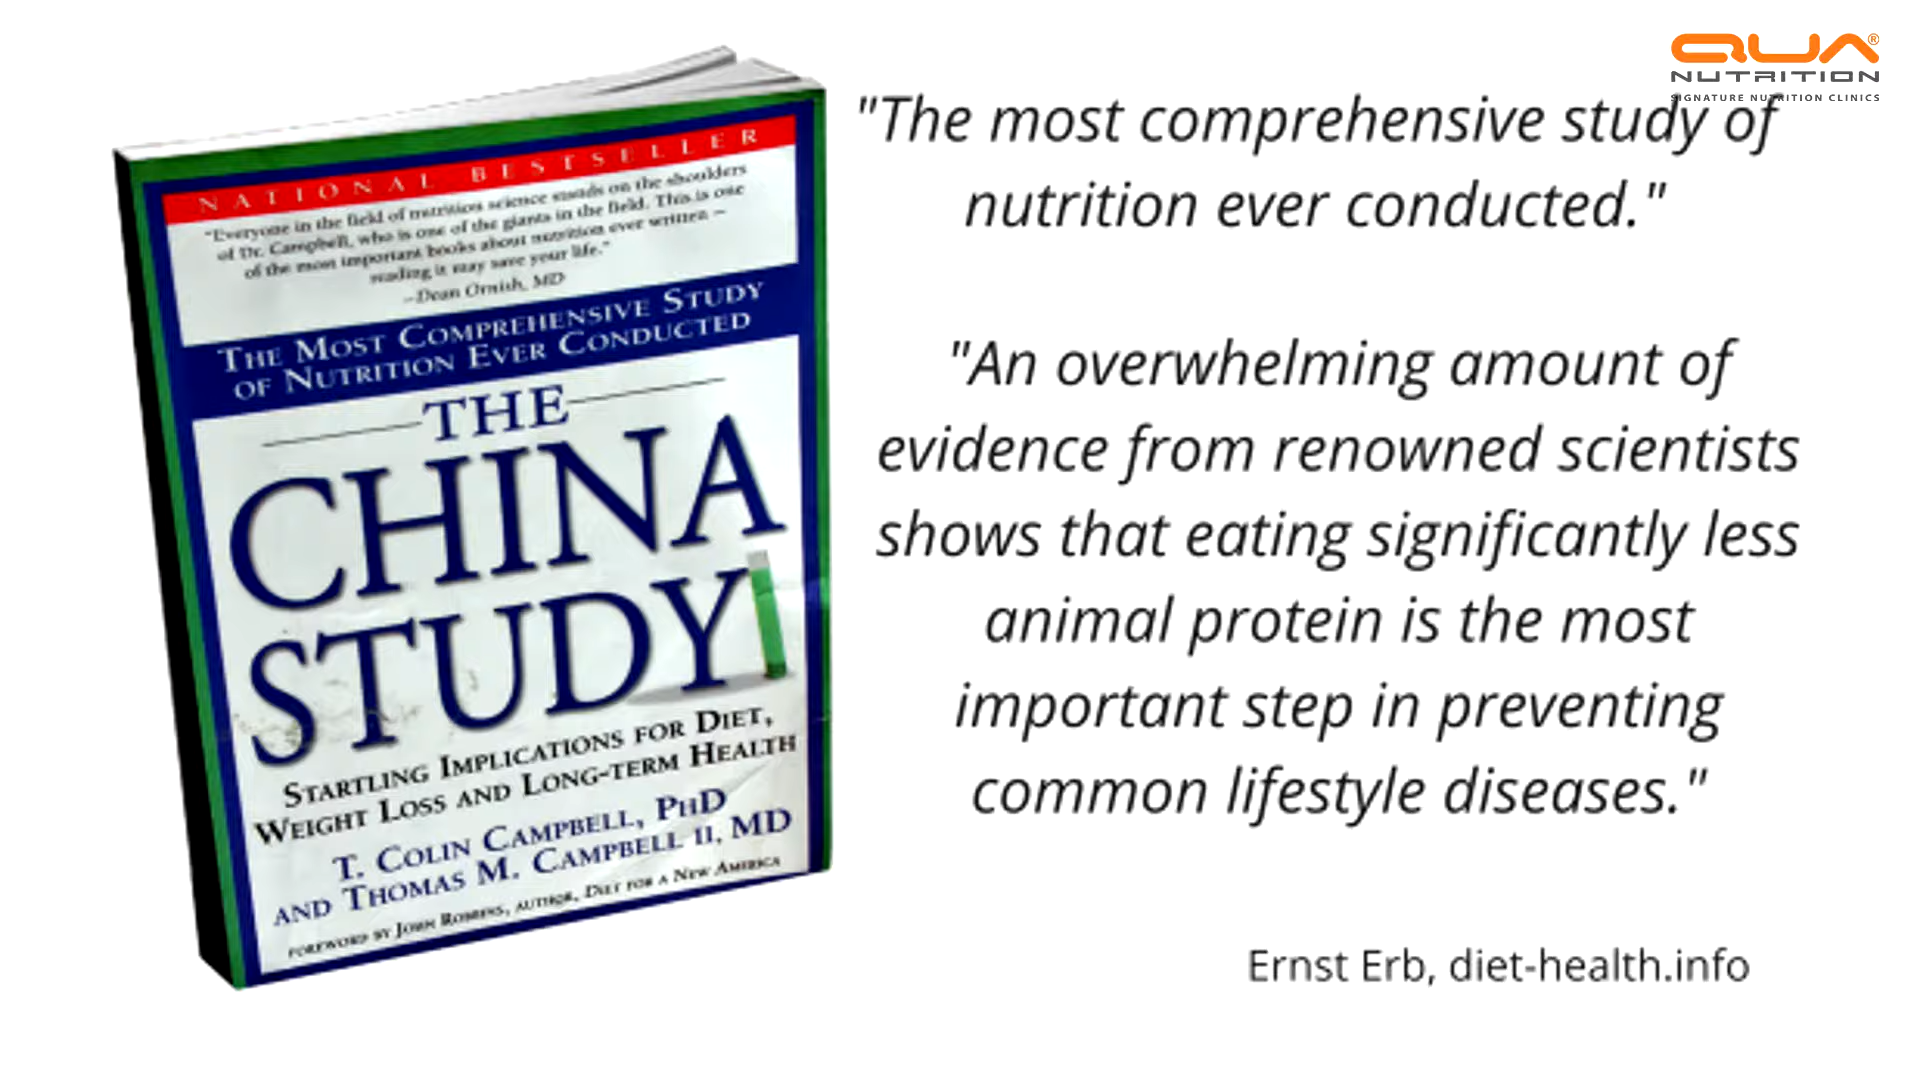 NATIONAL BESTSELLER
"Everyone in the field of nutrition science stands on the shoulders
of Dr. Campbell, who is one of the giants in the field. This is one
of the most important books about nutrition ever written –
reading it may save your life."
–Dean Ornish, MD
THE MOST COMPREHENSIVE STUDY
OF NUTRITION EVER CONDUCTED
THE
CHINA
STUDY
STARTLING IMPLICATIONS FOR DIET,
WEIGHT LOSS AND LONG-TERM HEALTH
T. COLIN CAMPBELL, PHD
AND THOMAS M. CAMPBELL II, MD
FOREWORD BY JOHN ROBBINS, AUTHOR, DIET FOR A NEW AMERICA
QUA®
NUTRITION
SIGNATURE NUTRITION CLINICS
"The most comprehensive study of
nutrition ever conducted."
"An overwhelming amount of
evidence from renowned scientists
shows that eating significantly less
animal protein is the most
important step in preventing
common lifestyle diseases."
Ernst Erb, diet-health.info